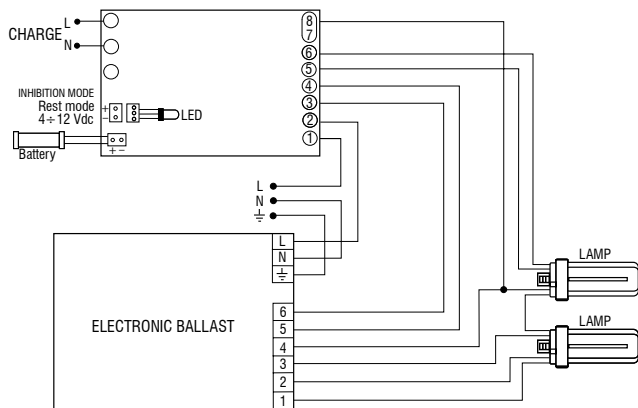 L
CHARGE
N
8
7
6
5
4
3
2
1
INHIBITION MODE
Rest mode
4÷12 Vdc
+
−
LED
Battery
+ −
L
N
L
N
ELECTRONIC BALLAST
6
5
4
3
2
1
LAMP
LAMP